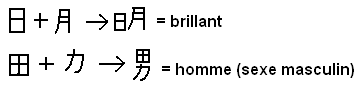 日 + 月 → 明 = brillant
田 + 力 → 男 = homme (sexe masculin)